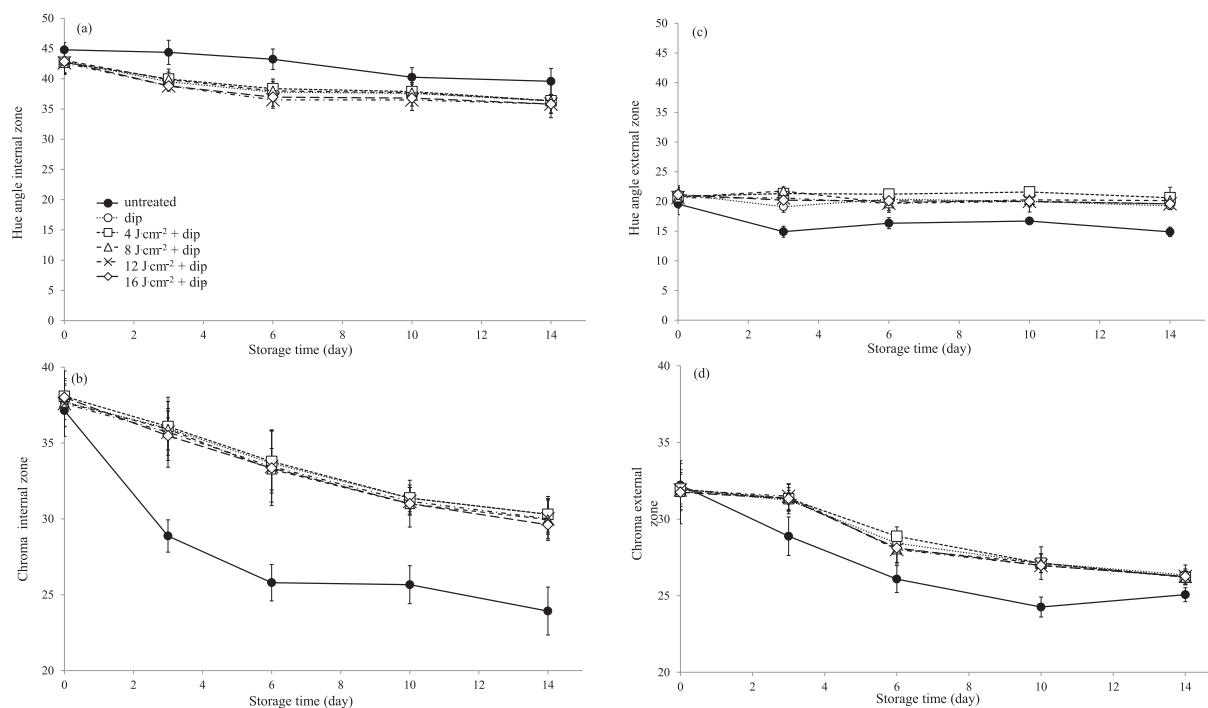 (a)
50
45
40
35
30
25
20
15
10
5
0
Hue angle internal zone
untreated
dip
4 J·cm-2 + dip
8 J·cm-2 + dip
12 J·cm-2 + dip
16 J·cm-2 + dip
0 2 4 6 8 10 12 14
Storage time (day)
(c)
50
45
40
35
30
25
20
15
10
5
0
Hue angle external zone
0 2 4 6 8 10 12 14
Storage time (day)
(b)
40
35
30
25
20
Chroma internal zone
0 2 4 6 8 10 12 14
Storage time (day)
(d)
40
35
30
25
20
Chroma external
zone
0 2 4 6 8 10 12 14
Storage time (day)